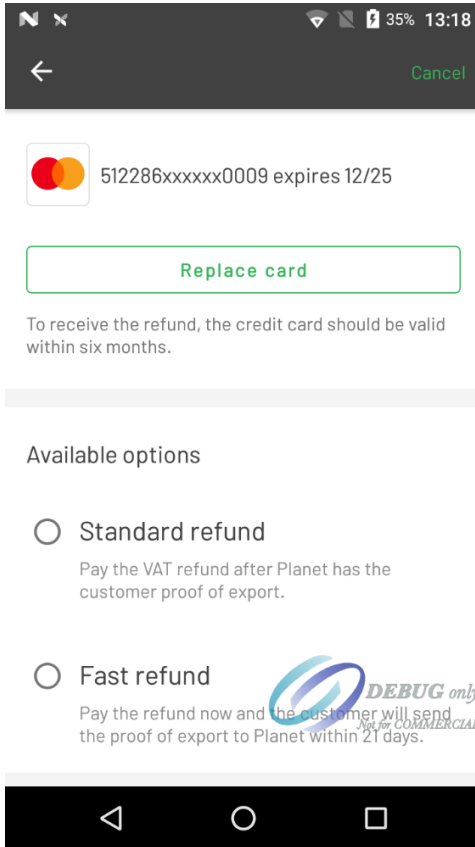 35% 13:18
Cancel
512286xxxxxx0009 expires 12/25
Replace card
To receive the refund, the credit card should be valid
within six months.
Available options
Standard refund
Pay the VAT refund after Planet has the
customer proof of export.
Fast refund
DEBUG only
Pay the refund now and the customer will send
Not for COMMERCIAL
the proof of export to Planet within 21 days.